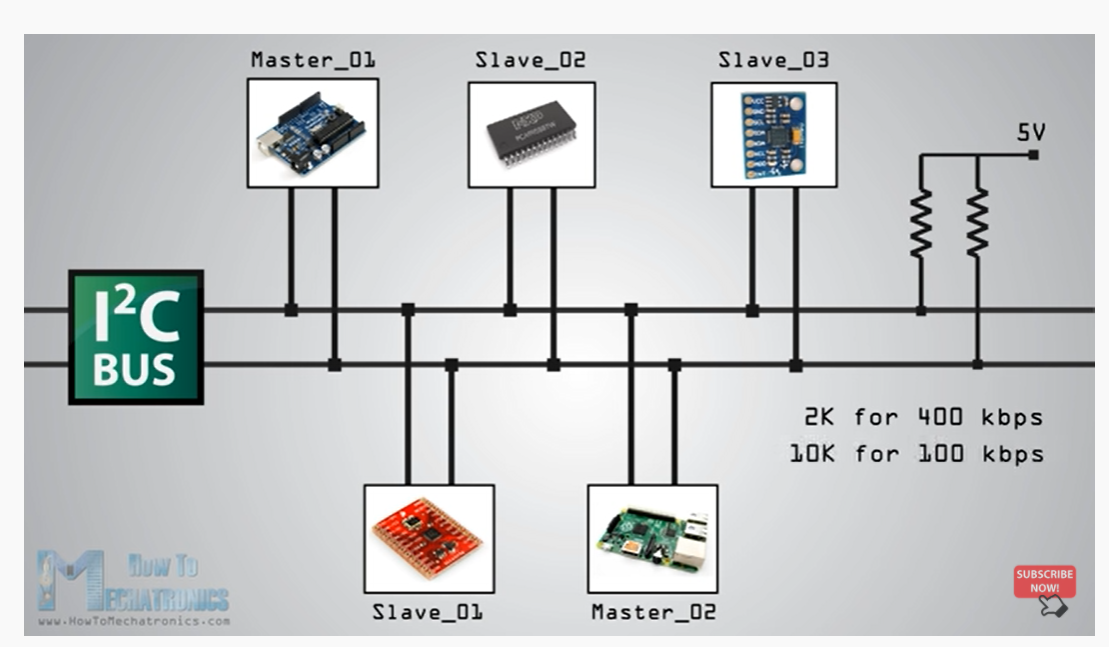 Master_01
Slave_02
Slave_03
5V
I²C
BUS
2K for 400 kbps
10K for 100 kbps
Slave_01
Master_02
How To
Mechatronics
www.HowToMechatronics.com
SUBSCRIBE
NOW!